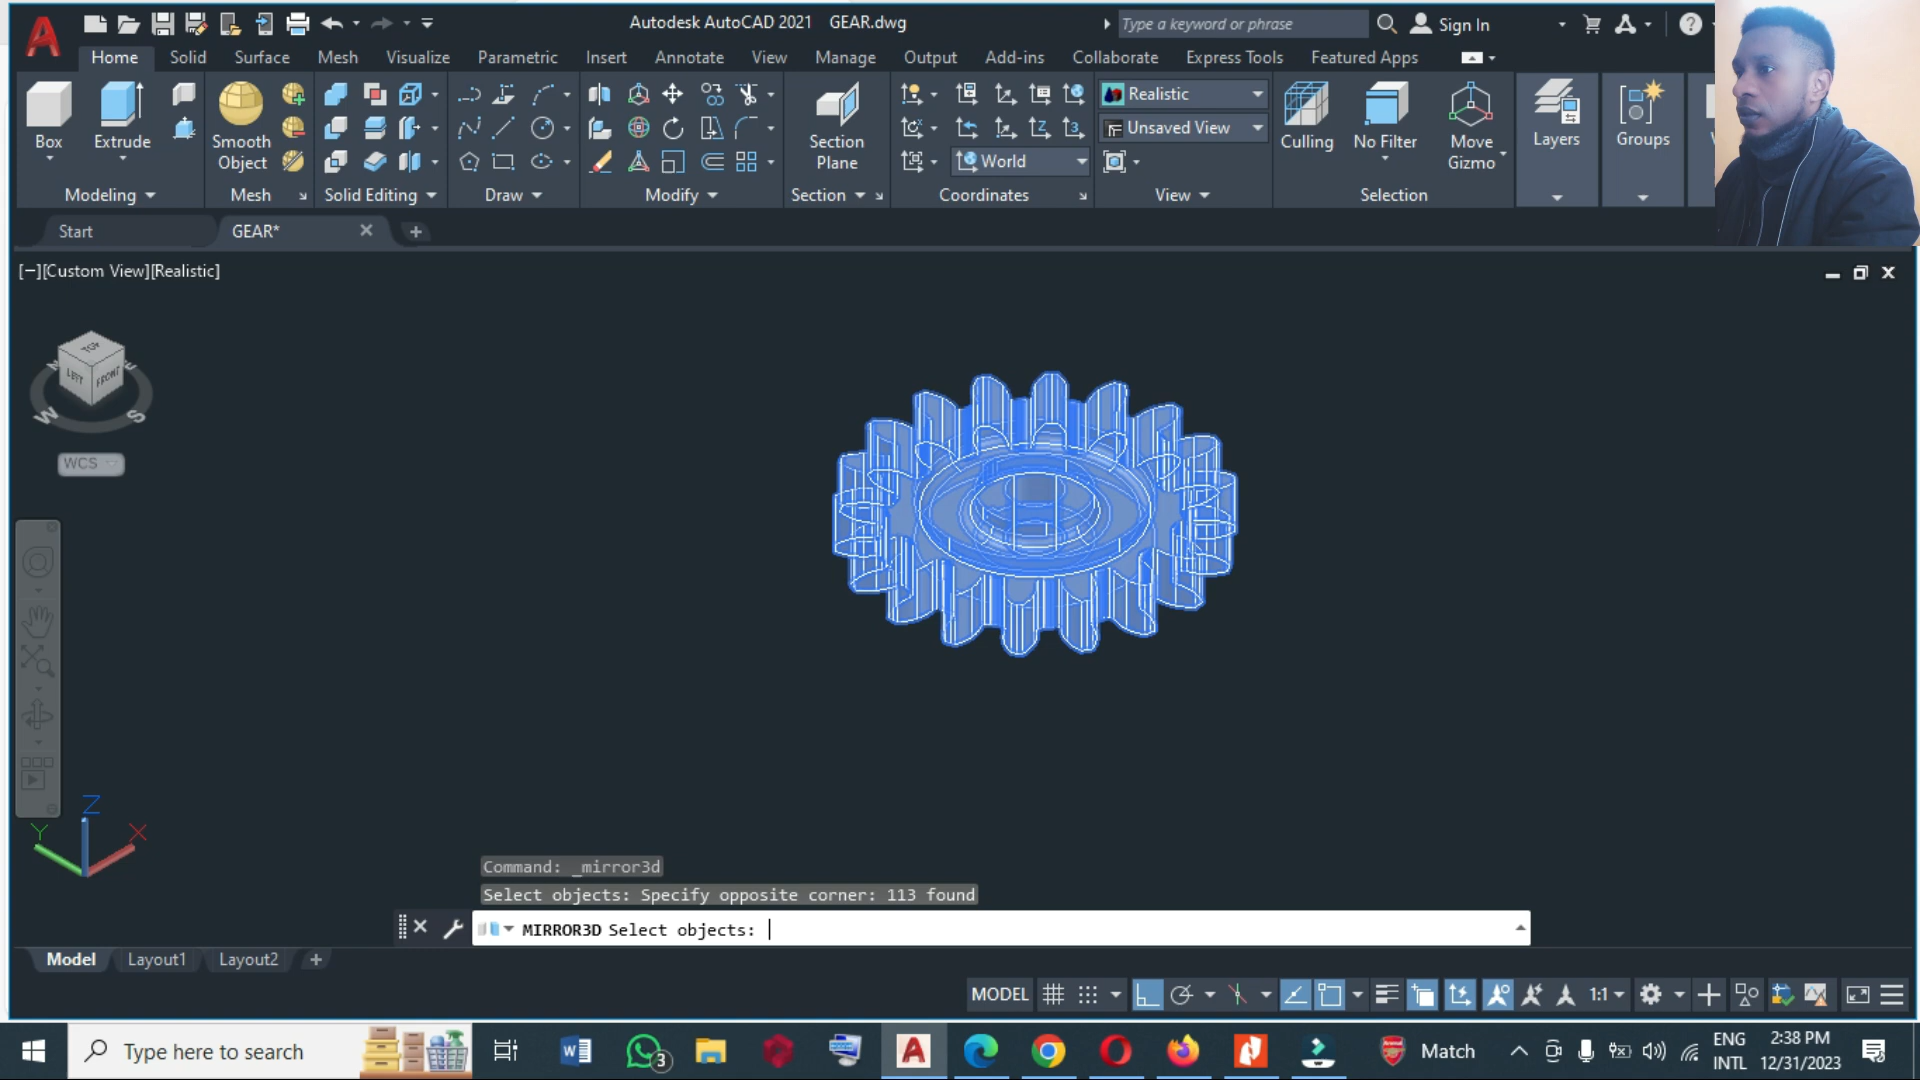 Autodesk AutoCAD 2021 GEAR.dwg
Type a keyword or phrase
Sign In
Home Solid Surface Mesh Visualize Parametric Insert Annotate View Manage Output Add-ins Collaborate Express Tools Featured Apps
Box
Extrude
Smooth
Object
Section
Plane
Realistic
Unsaved View
World
Culling
No Filter
Move
Gizmo
Layers
Groups
Modeling
Mesh
Solid Editing
Draw
Modify
Section
Coordinates
View
Selection
Start
GEAR*
[−][Custom View][Realistic]
TOP
LEFT
FRONT
W
S
WCS
Z
Y
X
Command: _mirror3d
Select objects: Specify opposite corner: 113 found
MIRROR3D Select objects:
Model
Layout1
Layout2
MODEL
1:1
Type here to search
3
Match
ENG
INTL
2:38 PM
12/31/2023